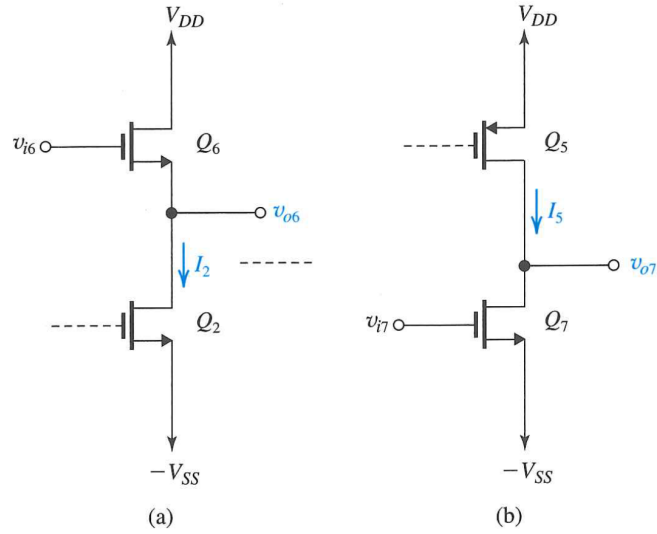 V_DD
v_i6
Q_6
v_o6
I_2
Q_2
−V_SS
(a)
V_DD
Q_5
I_5
v_o7
v_i7
Q_7
−V_SS
(b)